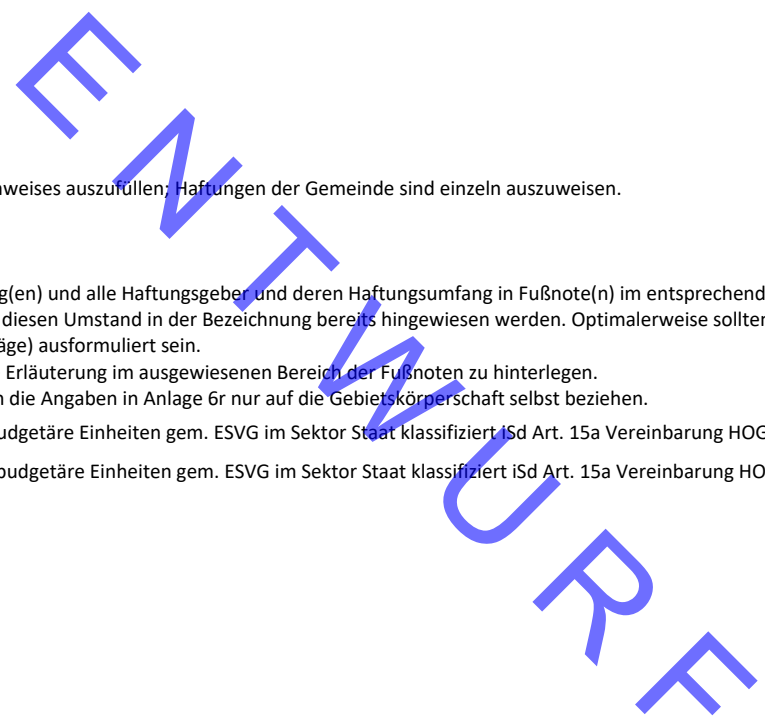 ENTWURF
nweises auszufüllen; Haftungen der Gemeinde sind einzeln auszuweisen.
g(en) und alle Haftungsgeber und deren Haftungsumfang in Fußnote(n) im entsprechend
diesen Umstand in der Bezeichnung bereits hingewiesen werden. Optimalerweise sollten
äge) ausformuliert sein.
Erläuterung im ausgewiesenen Bereich der Fußnoten zu hinterlegen.
n die Angaben in Anlage 6r nur auf die Gebietskörperschaft selbst beziehen.
udgetäre Einheiten gem. ESVG im Sektor Staat klassifiziert iSd Art. 15a Vereinbarung HOG
budgetäre Einheiten gem. ESVG im Sektor Staat klassifiziert iSd Art. 15a Vereinbarung HO